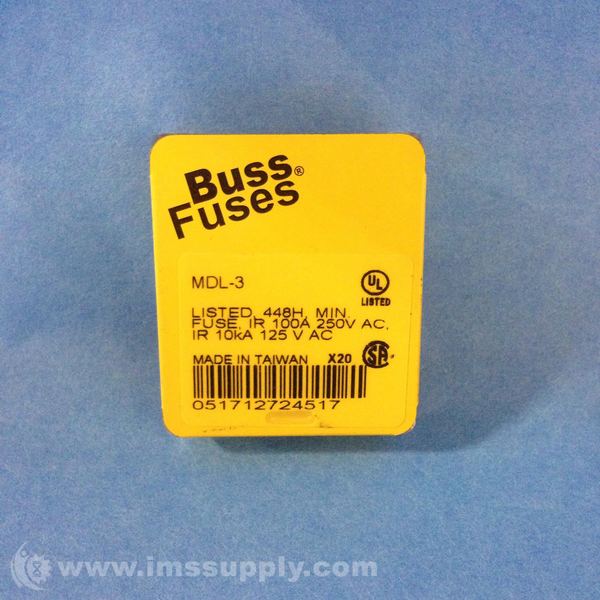 Buss®
Fuses
MDL-3
UL
LISTED
LISTED, 448H, MIN.
FUSE, IR 100A 250V AC,
IR 10kA 125 V AC
MADE IN TAIWAN X20
SA
051712724517
www.imssupply.com